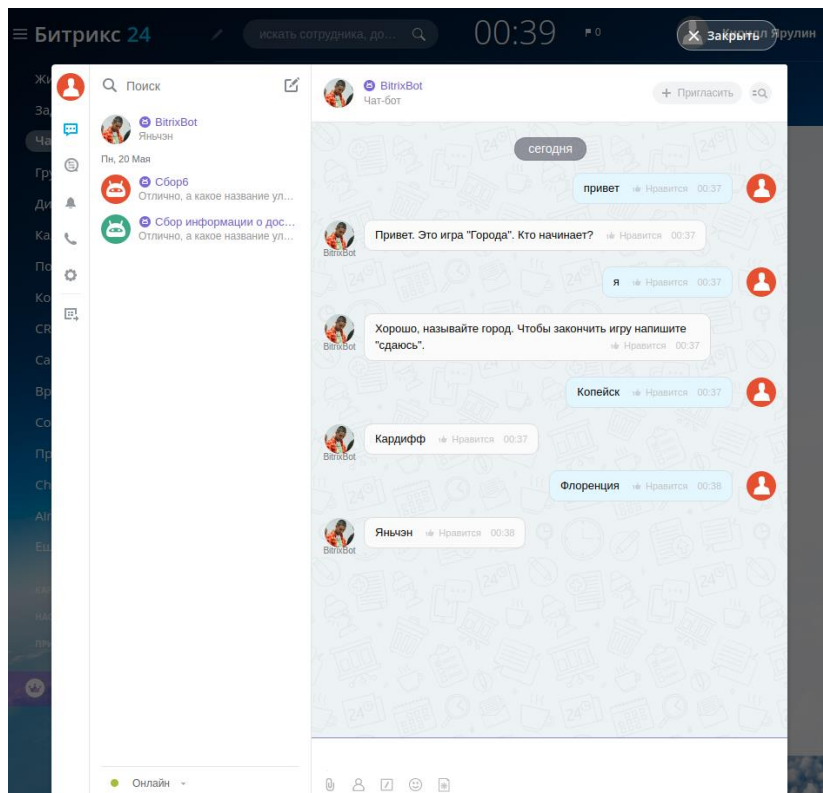 Битрикс 24
искать сотрудника, до...
00:39
0
Закрыть
Ярулин
Поиск
BitrixBot
Яньчэн
Пн, 20 Мая
Сбор6
Отлично, а какое название ул...
Сбор информации о дос...
Отлично, а какое название ул...
Онлайн
BitrixBot
Чат-бот
+ Пригласить
сегодня
привет Нравится 00:37
Привет. Это игра "Города". Кто начинает? Нравится 00:37
BitrixBot
я Нравится 00:37
Хорошо, называйте город. Чтобы закончить игру напишите
"сдаюсь". Нравится 00:37
BitrixBot
Копейск Нравится 00:37
Кардифф Нравится 00:37
BitrixBot
Флоренция Нравится 00:38
Яньчэн Нравится 00:38
BitrixBot